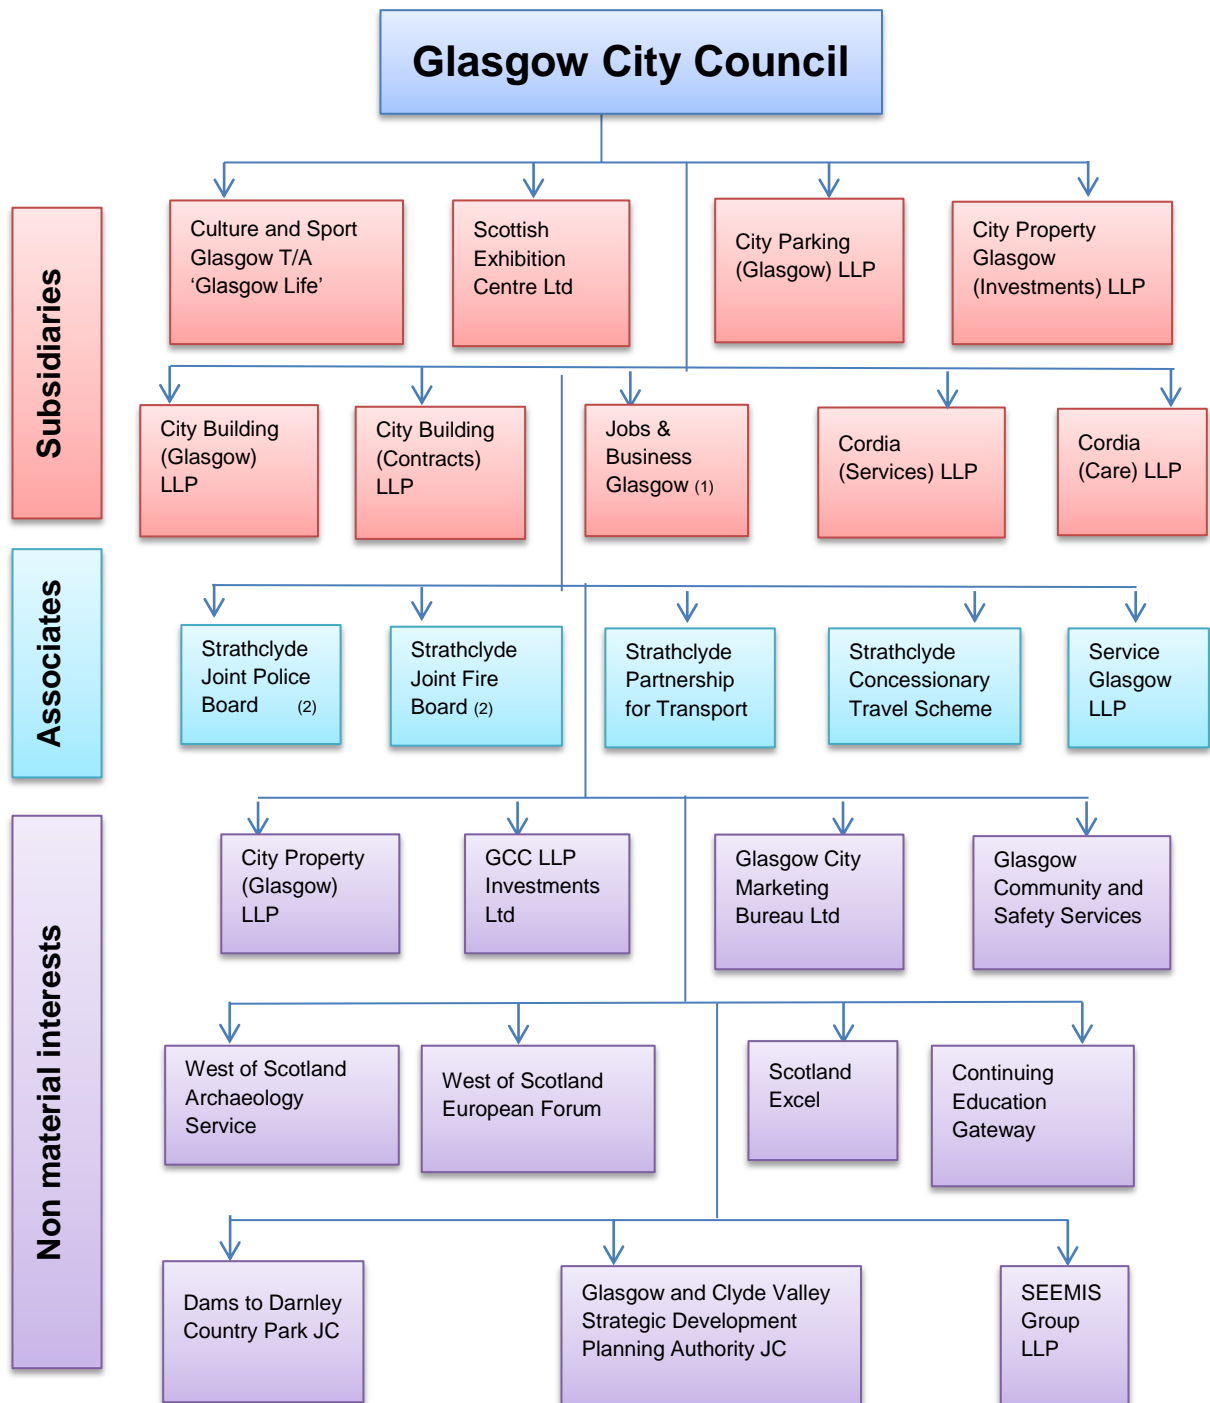 Glasgow City Council
Subsidiaries
Culture and Sport
Glasgow T/A
‘Glasgow Life’
Scottish
Exhibition
Centre Ltd
City Parking
(Glasgow) LLP
City Property
Glasgow
(Investments) LLP
City Building
(Glasgow)
LLP
City Building
(Contracts)
LLP
Jobs &
Business
Glasgow (1)
Cordia
(Services) LLP
Cordia
(Care) LLP
Associates
Strathclyde
Joint Police
Board (2)
Strathclyde
Joint Fire
Board (2)
Strathclyde
Partnership
for Transport
Strathclyde
Concessionary
Travel Scheme
Service
Glasgow
LLP
Non material interests
City Property
(Glasgow)
LLP
GCC LLP
Investments
Ltd
Glasgow City
Marketing
Bureau Ltd
Glasgow
Community and
Safety Services
West of Scotland
Archaeology
Service
West of Scotland
European Forum
Scotland
Excel
Continuing
Education
Gateway
Dams to Darnley
Country Park JC
Glasgow and Clyde Valley
Strategic Development
Planning Authority JC
SEEMIS
Group
LLP